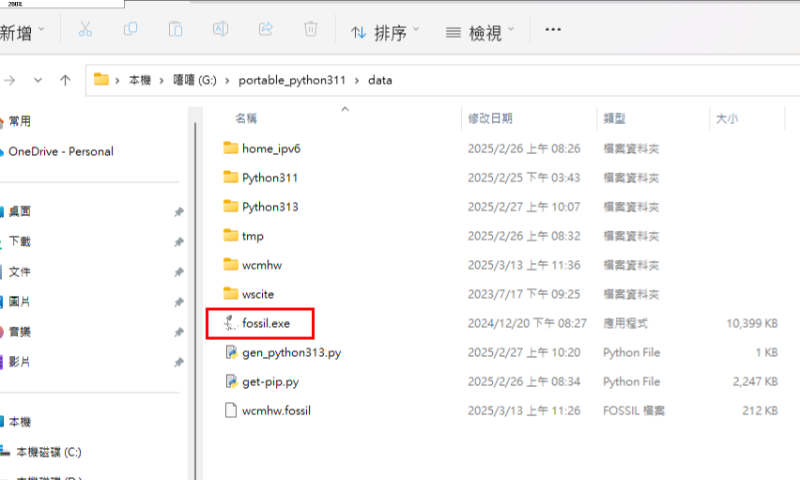 200%
新增
排序
檢視
本機 > 嘻嘻 (G:) > portable_python311 > data
常用
OneDrive - Personal
桌面
下載
文件
圖片
音樂
影片
本機
本機磁碟 (C:)
名稱 修改日期 類型 大小
home_ipv6 2025/2/26 上午 08:26 檔案資料夾
Python311 2025/2/25 下午 03:43 檔案資料夾
Python313 2025/2/27 上午 10:07 檔案資料夾
tmp 2025/2/26 上午 08:32 檔案資料夾
wcmhw 2025/3/13 上午 11:36 檔案資料夾
wscite 2023/7/17 下午 09:25 檔案資料夾
fossil.exe 2024/12/20 下午 08:27 應用程式 10,399 KB
gen_python313.py 2025/2/27 上午 10:20 Python File 1 KB
get-pip.py 2025/2/26 上午 08:34 Python File 2,247 KB
wcmhw.fossil 2025/3/13 上午 11:26 FOSSIL 檔案 212 KB